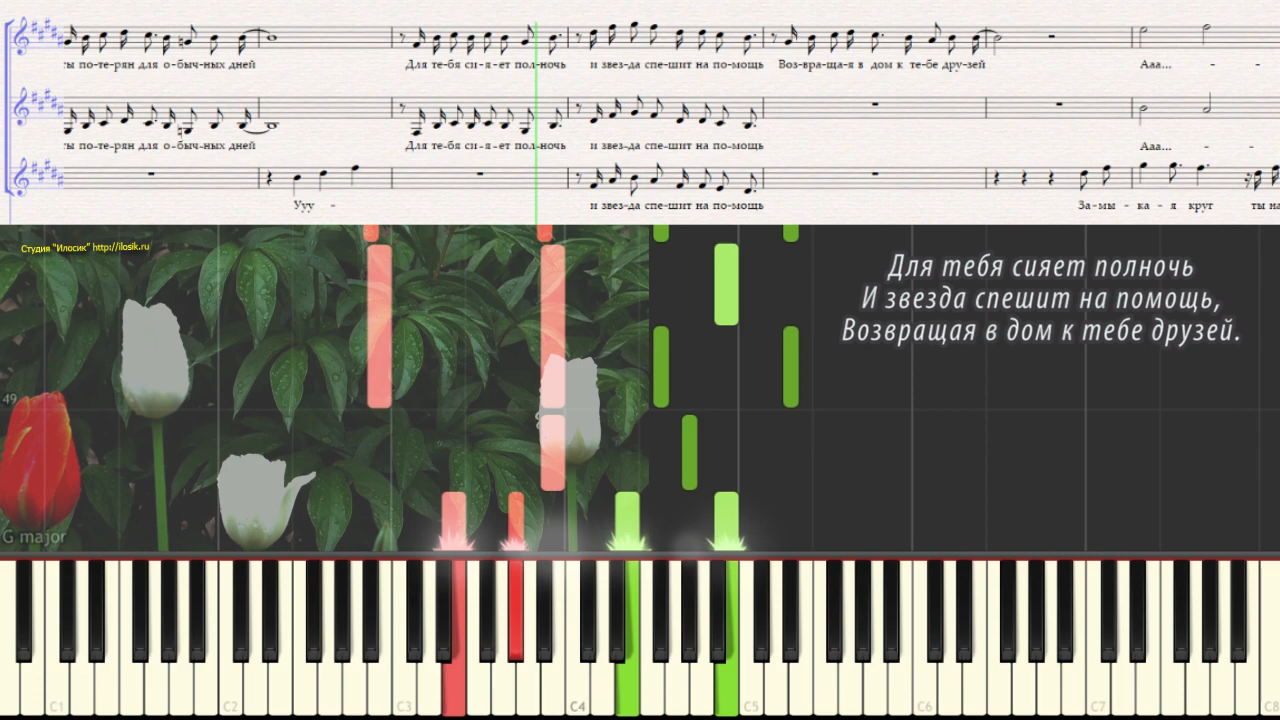 ты по-те-рян для о-быч-ных дней Для те-бя си-я-ет пол-ночь и звез-да спе-шит на по-мощь Воз-вра-ща-я в дом к те-бе дру-зей Ааа... - -
ты по-те-рян для о-быч-ных дней Для те-бя си-я-ет пол-ночь и звез-да спе-шит на по-мощь Ааа... - -
Ууу - и звез-да спе-шит на по-мощь За-мы - ка - я круг ты на
Студия "Илосик" http://ilosik.ru
Для тебя сияет полночь
И звезда спешит на помощь,
Возвращая в дом к тебе друзей.
49
G major
C1 C2 C3 C4 C5 C6 C7 C8